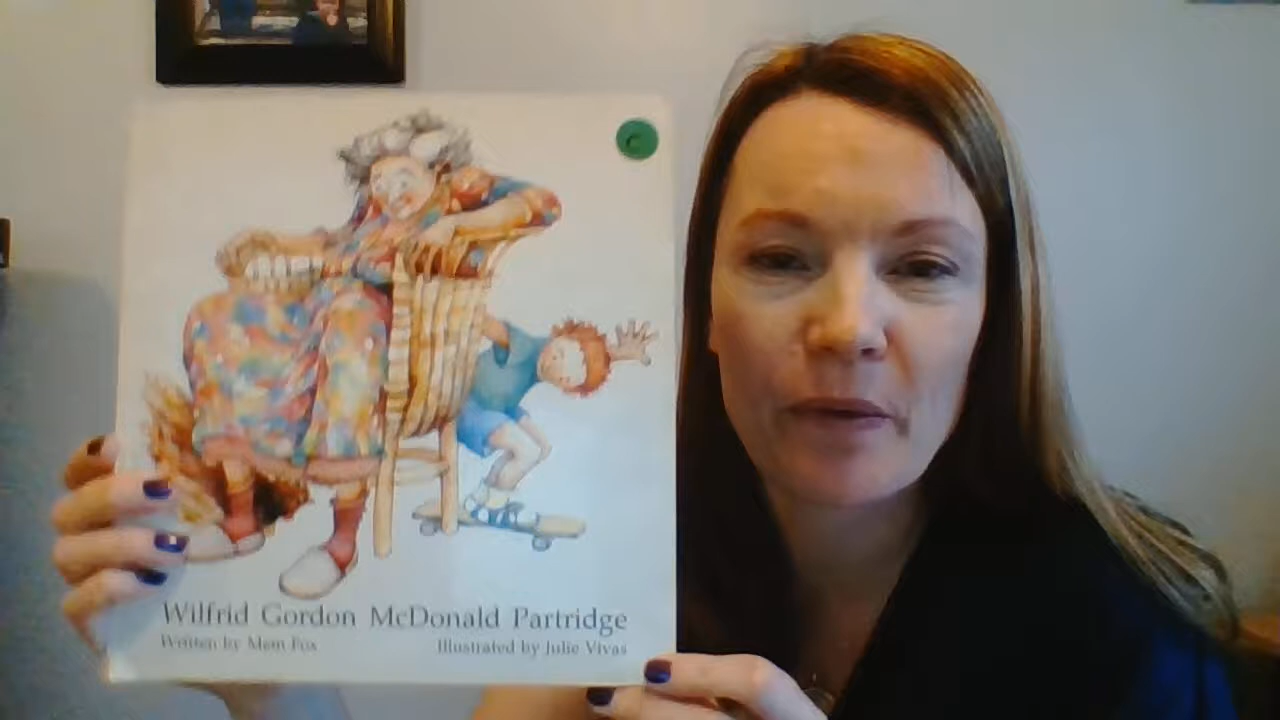 C
Wilfrid Gordon McDonald Partridge
Written by Mem Fox Illustrated by Julie Vivas